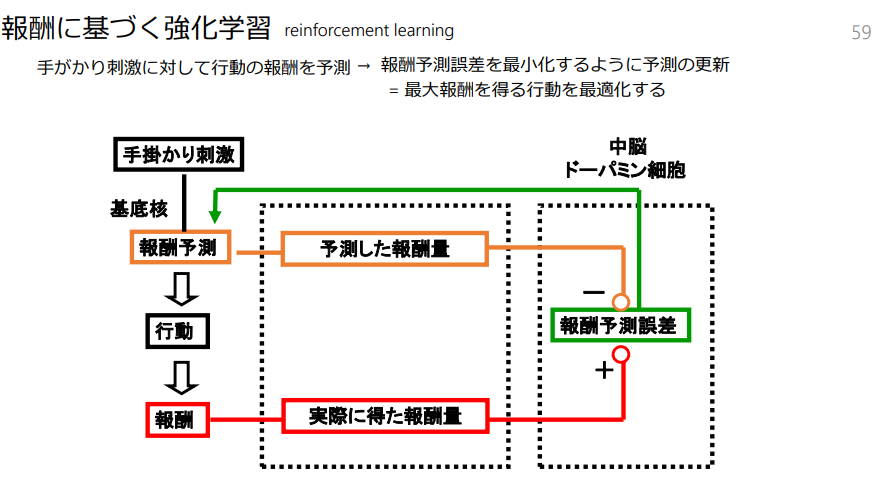 報酬に基づく強化学習 reinforcement learning
59
手がかり刺激に対して行動の報酬を予測 → 報酬予測誤差を最小化するように予測の更新
= 最大報酬を得る行動を最適化する
手掛かり刺激
中脳
ドーパミン細胞
基底核
報酬予測
予測した報酬量
−
報酬予測誤差
行動
+
報酬
実際に得た報酬量